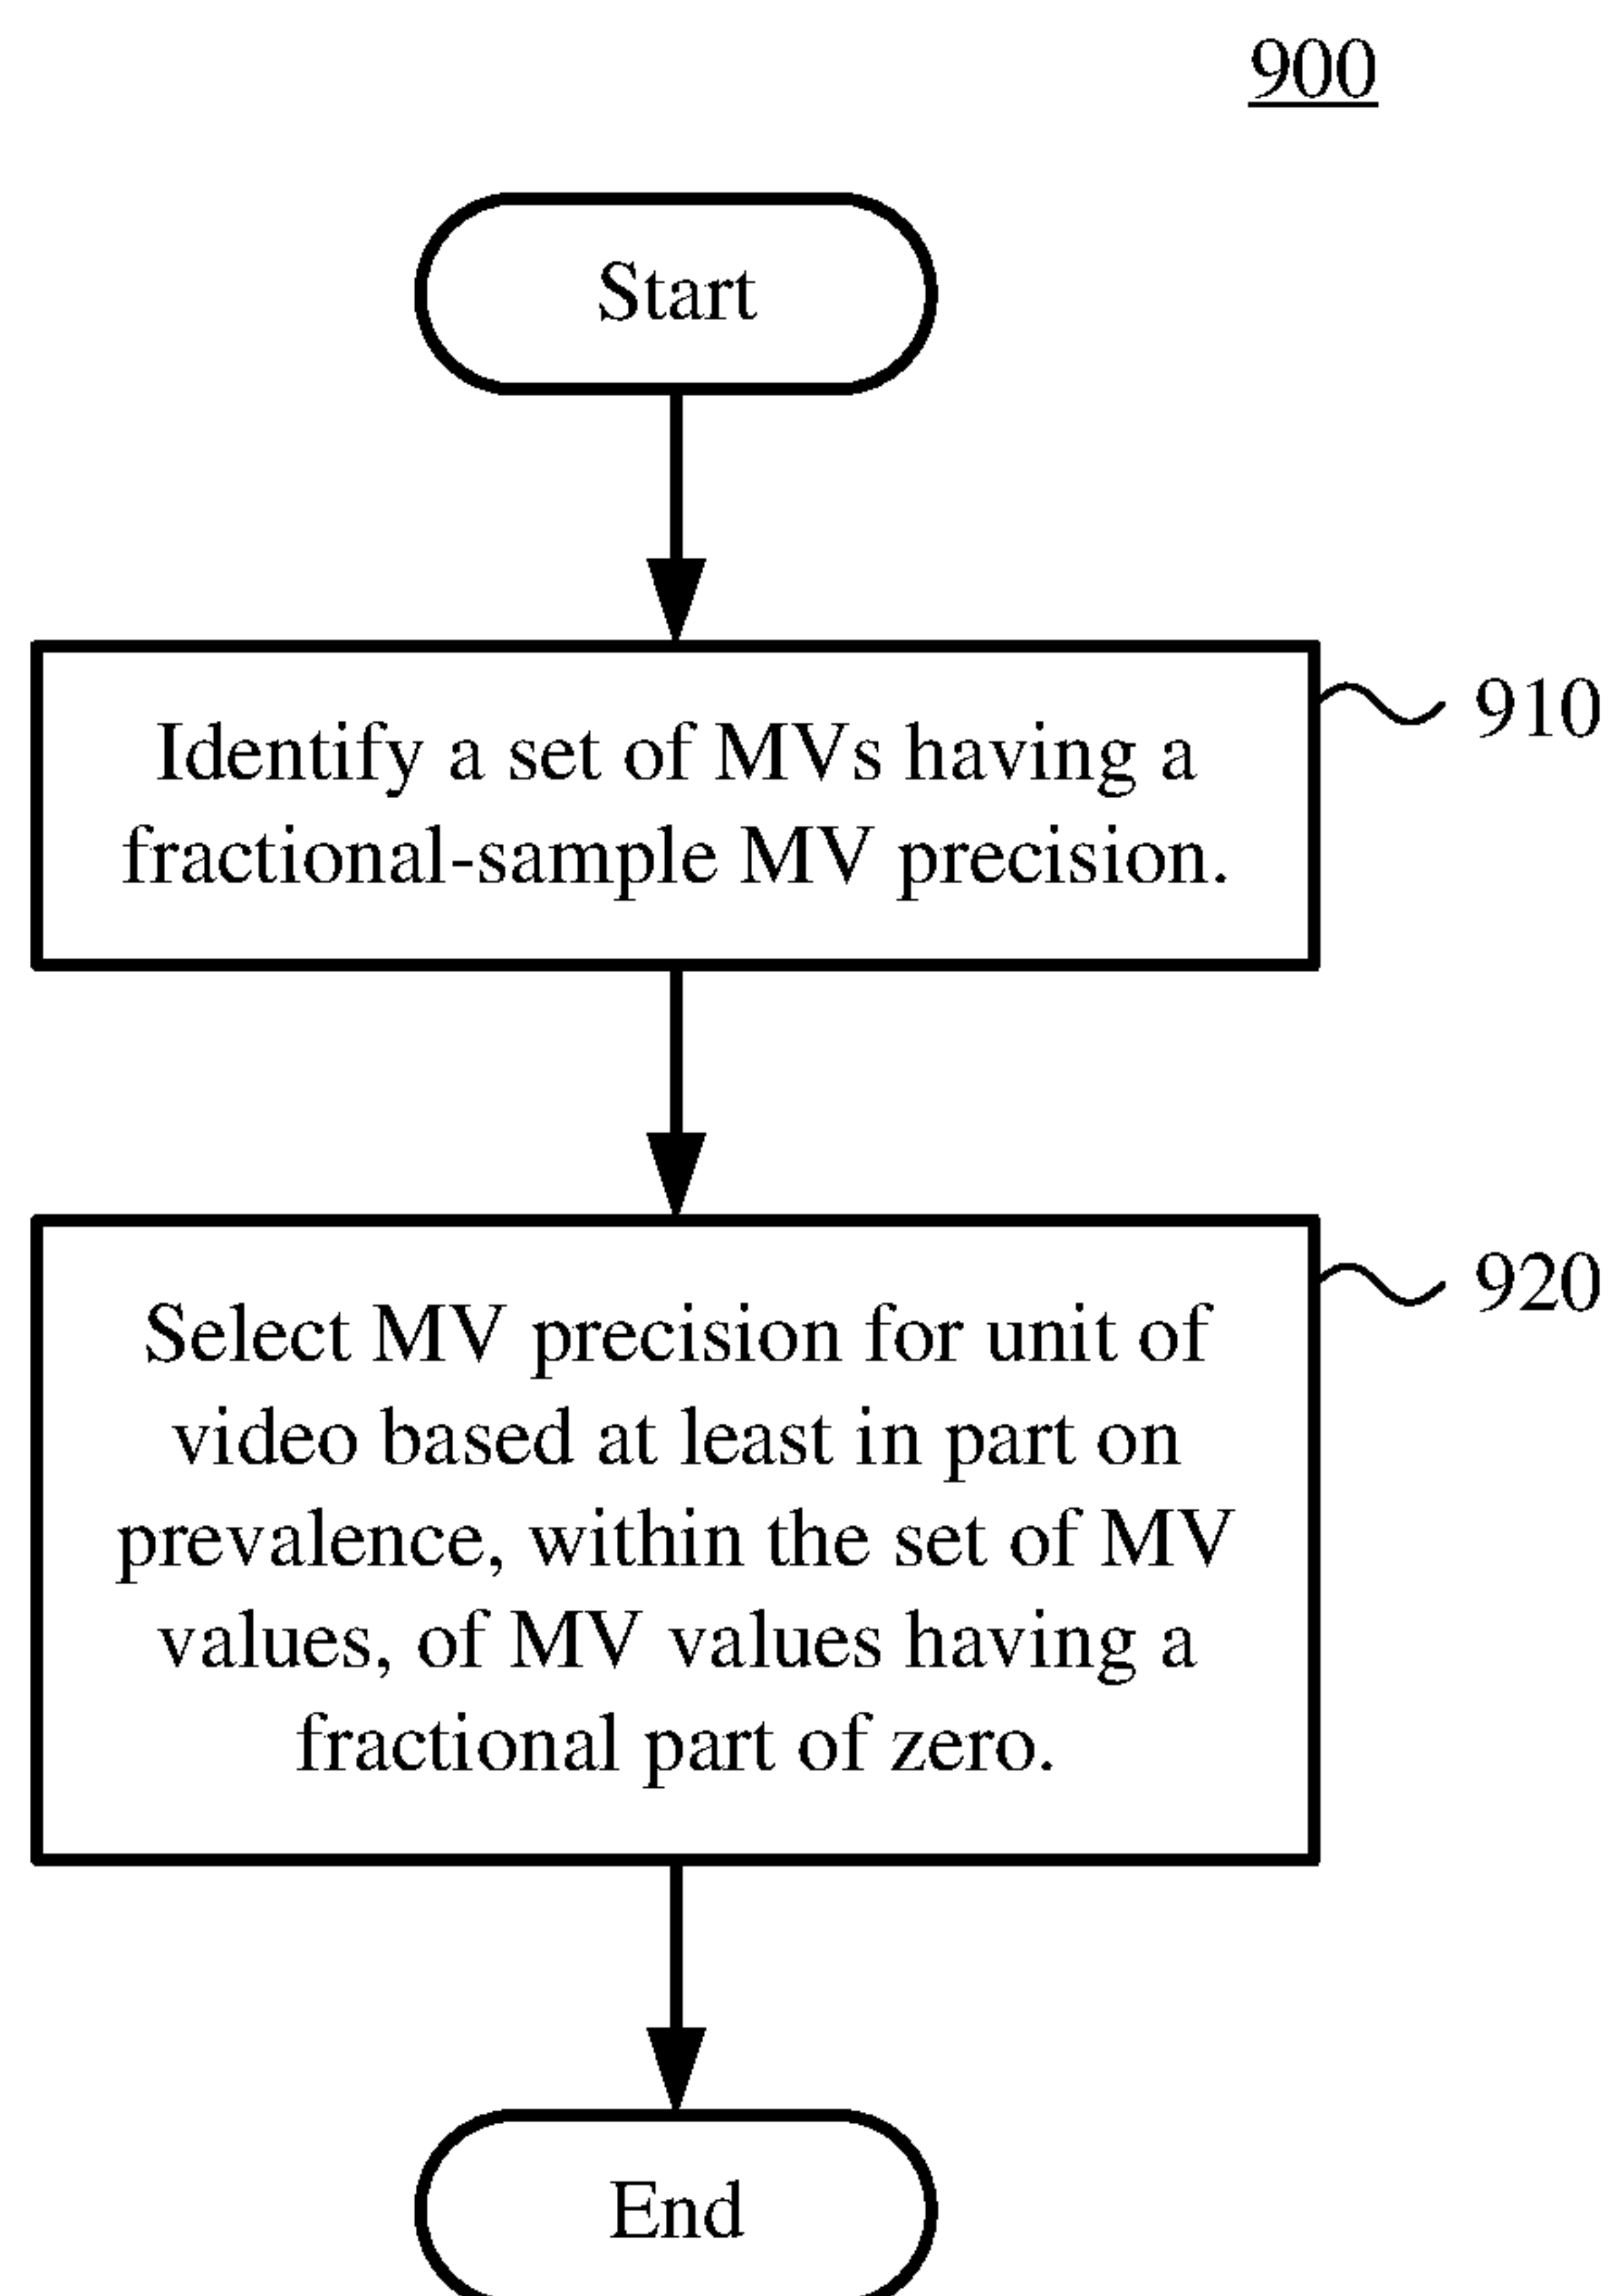 900
Start
Identify a set of MVs having a
fractional-sample MV precision.
910
Select MV precision for unit of
video based at least in part on
prevalence, within the set of MV
values, of MV values having a
fractional part of zero.
920
End